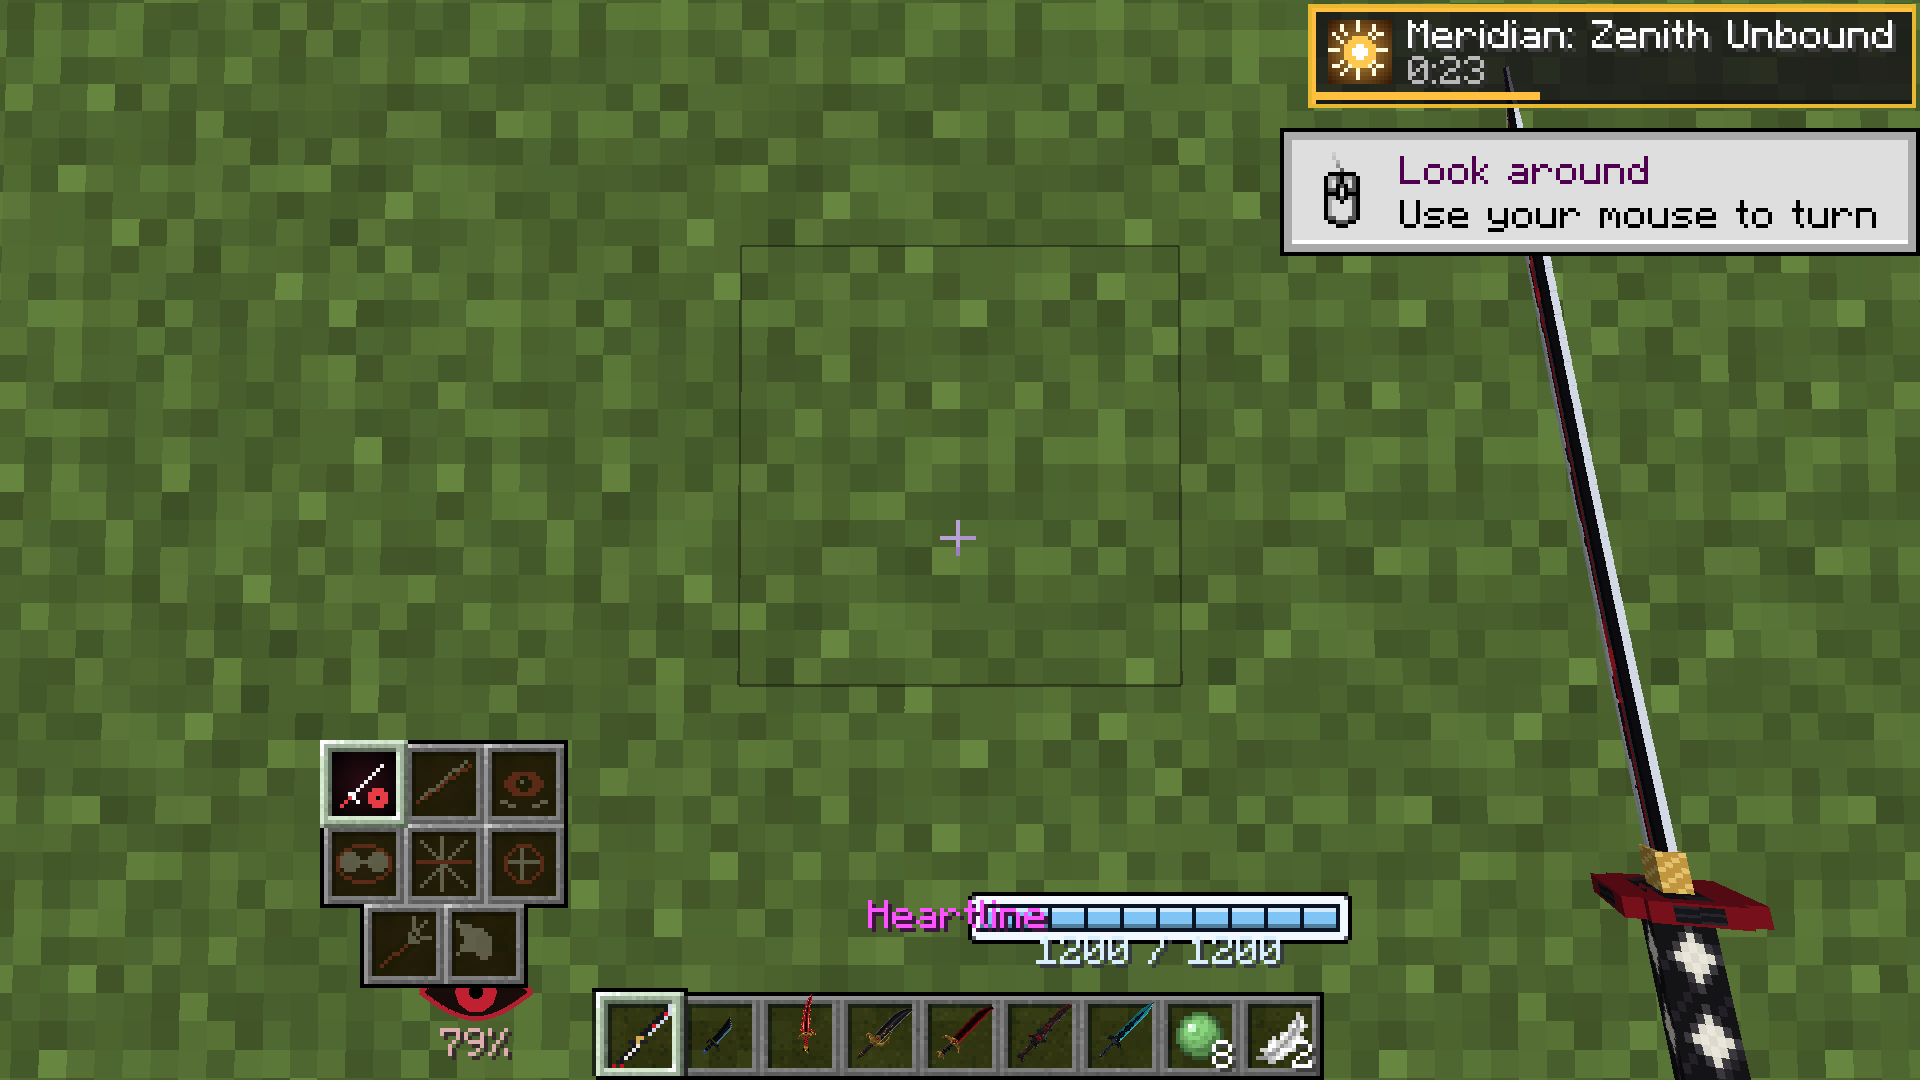 Meridian: Zenith Unbound
0:23
Look around
Use your mouse to turn
Heartline
1200 / 1200
79%
8
2